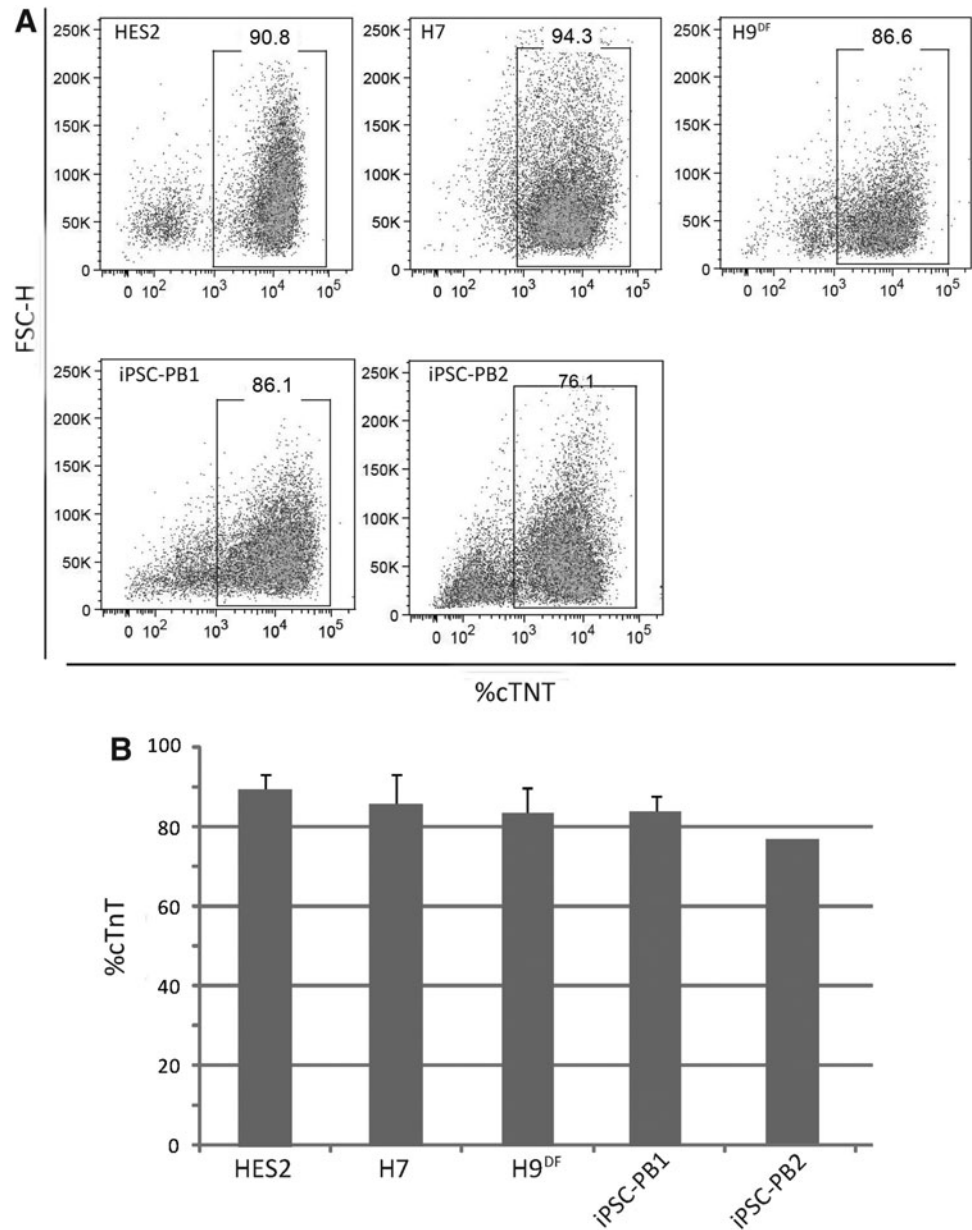 A
HES2
90.8
250K
200K
150K
100K
50K
0
0 10² 10³ 10⁴ 10⁵
H7
94.3
250K
200K
150K
100K
50K
0
0 10² 10³ 10⁴ 10⁵
H9ᴰᶠ
86.6
250K
200K
150K
100K
50K
0
0 10² 10³ 10⁴ 10⁵
FSC-H
iPSC-PB1
86.1
250K
200K
150K
100K
50K
0
0 10² 10³ 10⁴ 10⁵
iPSC-PB2
76.1
250K
200K
150K
100K
50K
0
0 10² 10³ 10⁴ 10⁵
%cTNT
B
100
80
60
40
20
0
%cTnT
HES2 H7 H9ᴰᶠ iPSC-PB1 iPSC-PB2